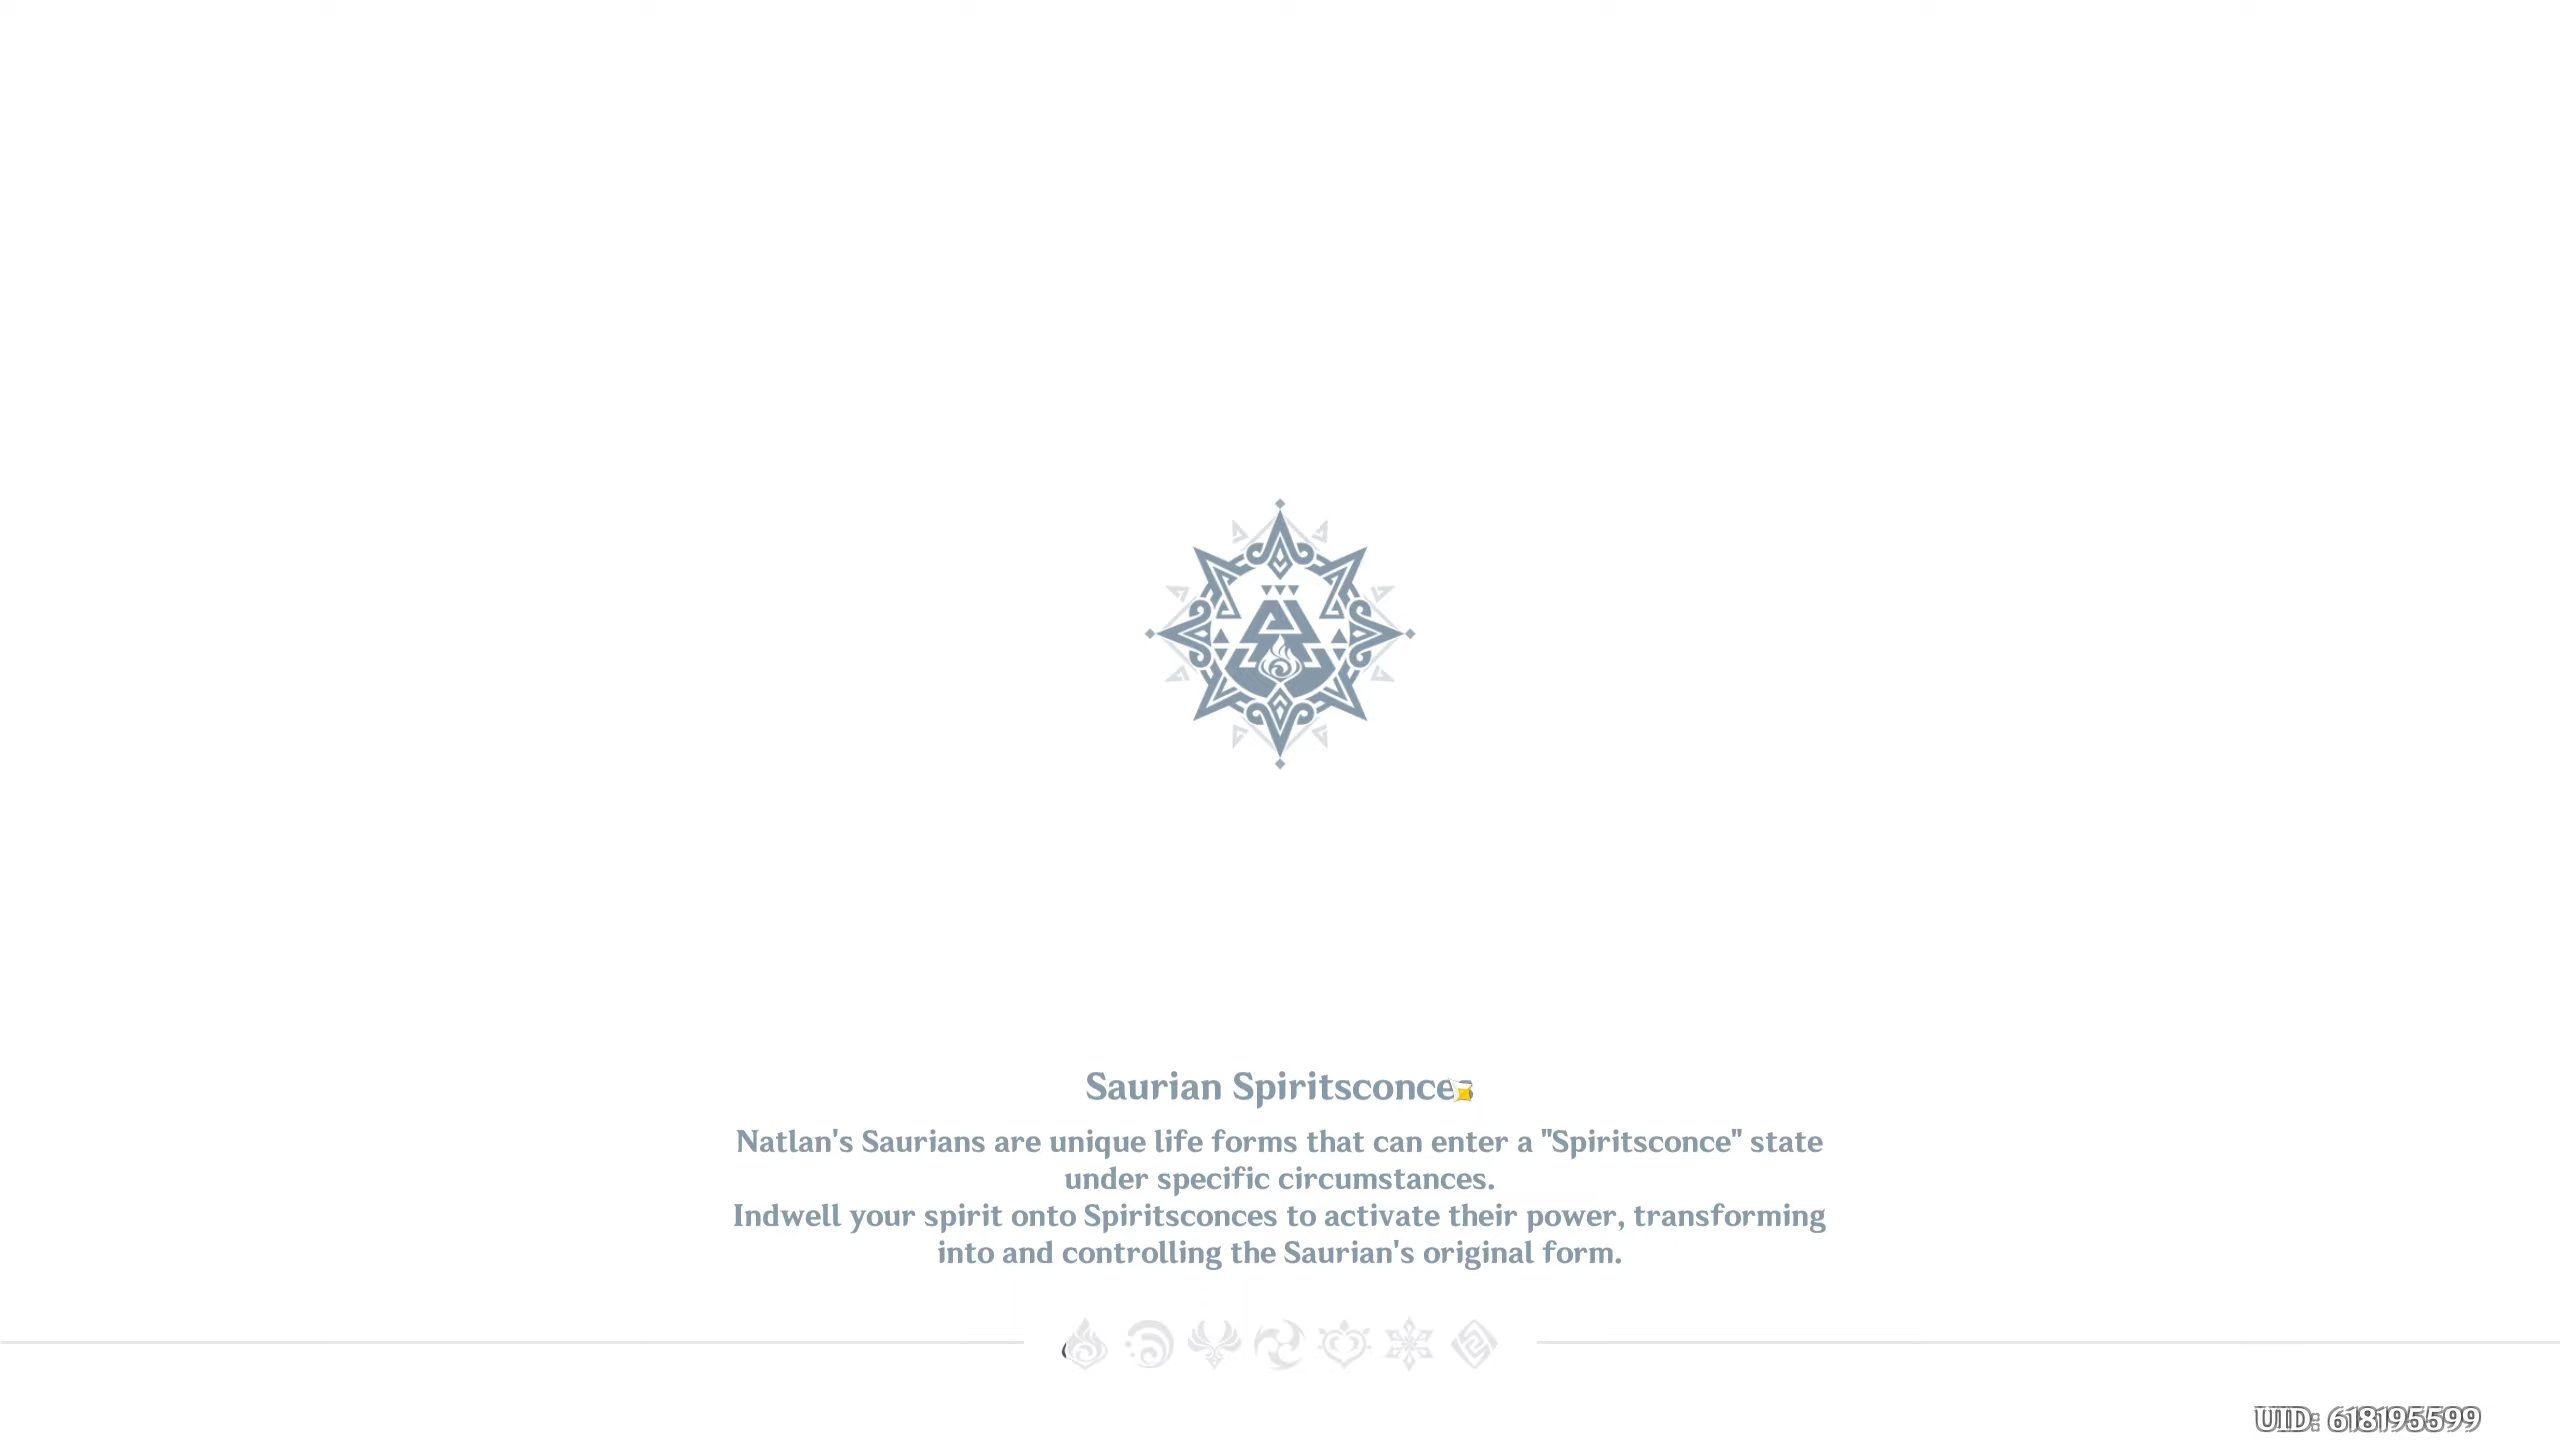 Saurian Spiritsconces
Natlan's Saurians are unique life forms that can enter a "Spiritsconce" state
under specific circumstances.
Indwell your spirit onto Spiritsconces to activate their power, transforming
into and controlling the Saurian's original form.
UID: 618195599